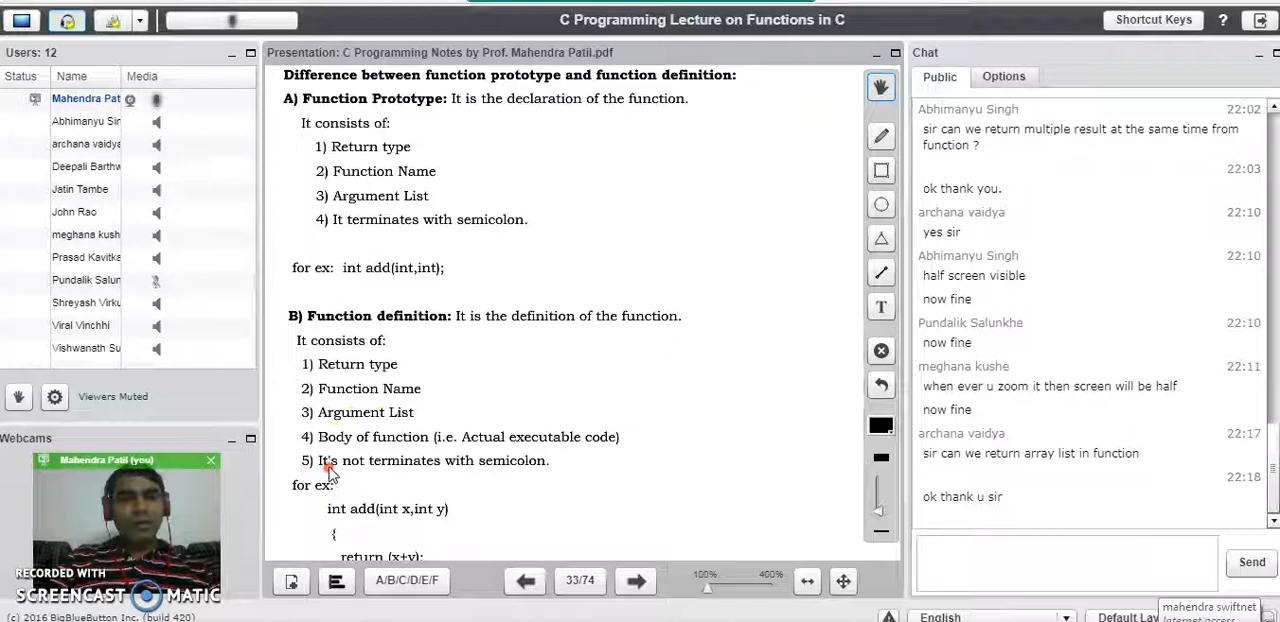 C Programming Lecture on Functions in C
Shortcut Keys
?
Users: 12
Status Name Media
Mahendra Pat
Abhimanyu Sir
archana vaidya
Deepali Barthw
Jatin Tambe
John Rao
meghana kush
Prasad Kavitka
Pundalik Salun
Shreyash Virku
Viral Vinchhi
Vishwanath Su
Viewers Muted
Webcams
Mahendra Patil (you)
RECORDED WITH
SCREENCAST MATIC
(c) 2016 BigBlueButton Inc. (build 420)
Presentation: C Programming Notes by Prof. Mahendra Patil.pdf
Difference between function prototype and function definition:
A) Function Prototype: It is the declaration of the function.
It consists of:
1) Return type
2) Function Name
3) Argument List
4) It terminates with semicolon.
for ex: int add(int,int);
B) Function definition: It is the definition of the function.
It consists of:
1) Return type
2) Function Name
3) Argument List
4) Body of function (i.e. Actual executable code)
5) It's not terminates with semicolon.
for ex:
int add(int x,int y)
{
return (x+y);
T
A/B/C/D/E/F
33/74
100% 400%
Chat
Public Options
Abhimanyu Singh 22:02
sir can we return multiple result at the same time from
function ?
22:03
ok thank you.
archana vaidya 22:10
yes sir
Abhimanyu Singh 22:10
half screen visible
now fine
Pundalik Salunkhe 22:10
now fine
meghana kushe 22:11
when ever u zoom it then screen will be half
now fine
archana vaidya 22:17
sir can we return array list in function
22:18
ok thank u sir
Send
mahendra swiftnet
Internet access
English
Default Lay